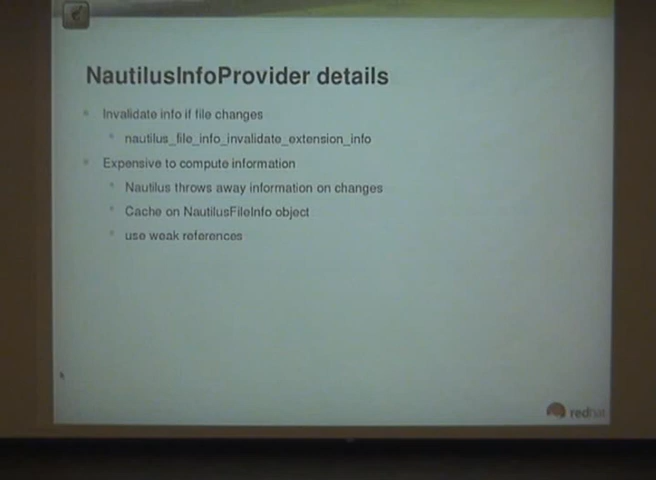 NautilusInfoProvider details
Invalidate info if file changes
nautilus_file_info_invalidate_extension_info
Expensive to compute information
Nautilus throws away information on changes
Cache on NautilusFileInfo object
use weak references
redhat